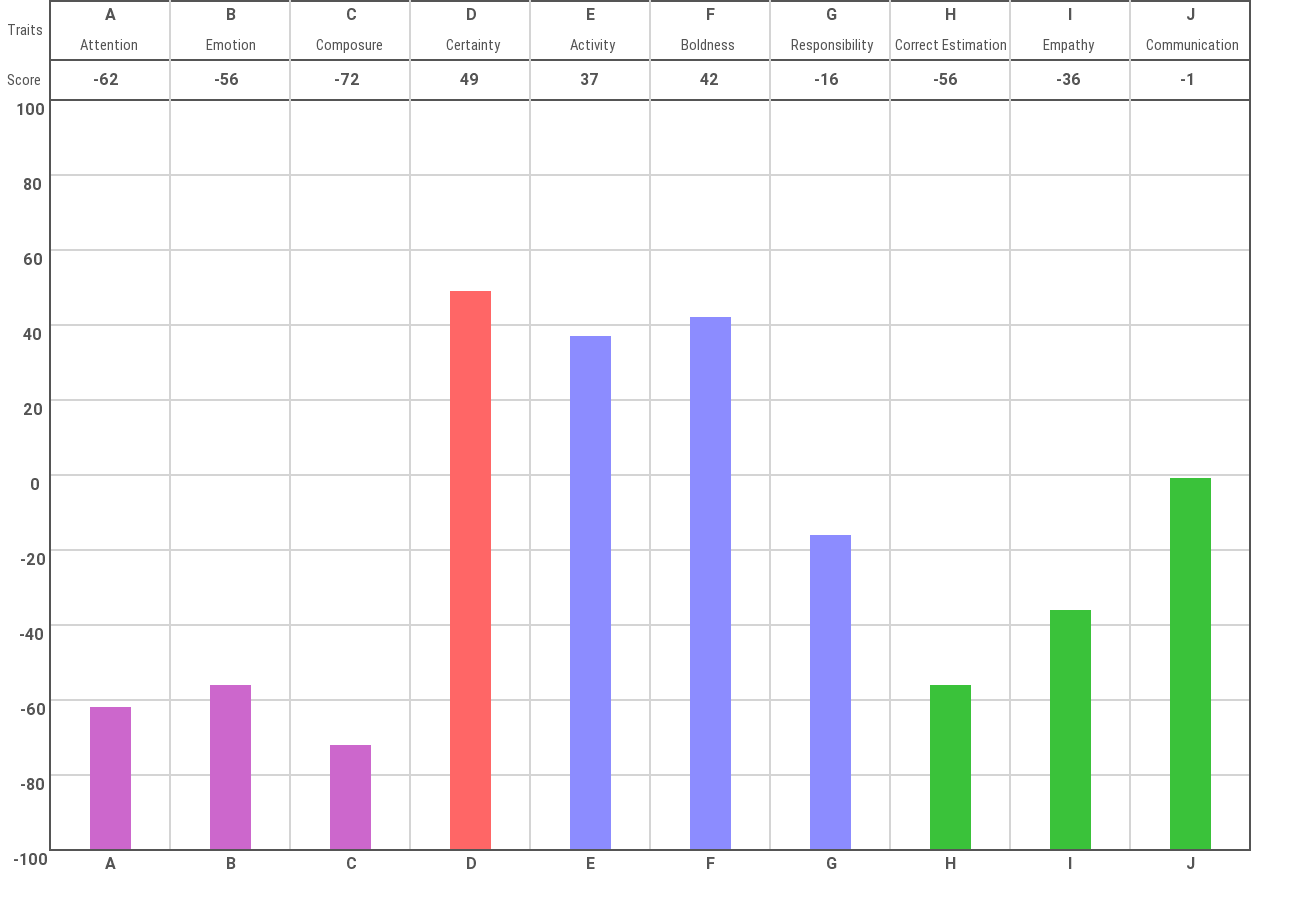 A B C D E F G H I J
Traits
Attention Emotion Composure Certainty Activity Boldness Responsibility Correct Estimation Empathy Communication
Score -62 -56 -72 49 37 42 -16 -56 -36 -1
100
80
60
40
20
0
-20
-40
-60
-80
-100
A B C D E F G H I J